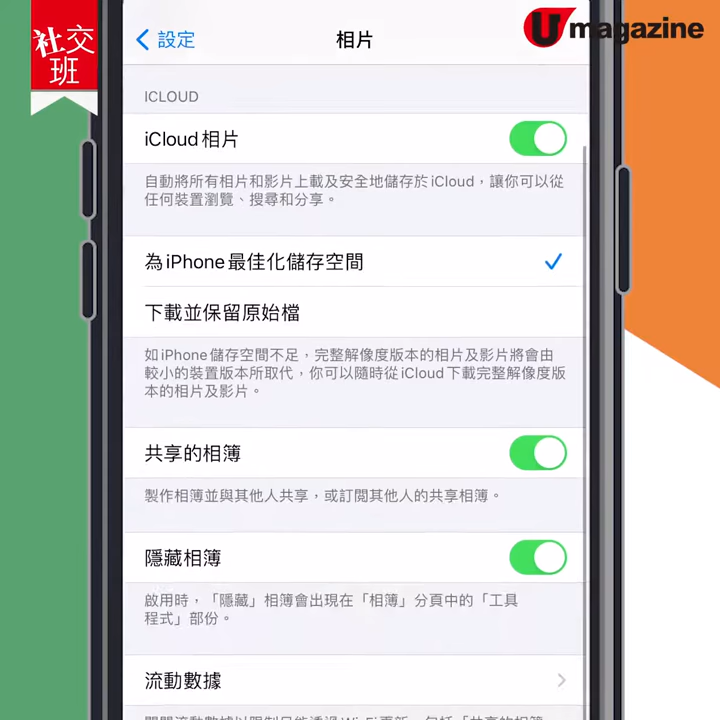 社交班
U magazine
設定
相片
ICLOUD
iCloud 相片
自動將所有相片和影片上載及安全地儲存於 iCloud，讓你可以從
任何裝置瀏覽、搜尋和分享。
為 iPhone 最佳化儲存空間
下載並保留原始檔
如 iPhone 儲存空間不足，完整解像度版本的相片及影片將會由
較小的裝置版本所取代，你可以隨時從 iCloud 下載完整解像度版
本的相片及影片。
共享的相簿
製作相簿並與其他人共享，或訂閲其他人的共享相簿。
隱藏相簿
啟用時，「隱藏」相簿會出現在「相簿」分頁中的「工具
程式」部份。
流動數據